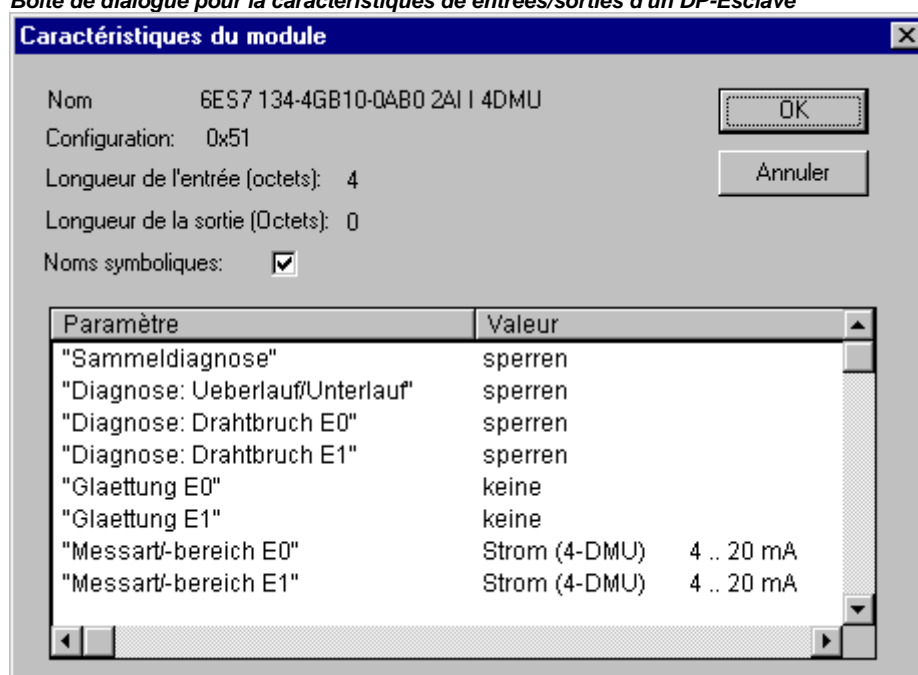 Boîte de dialogue pour la caractéristiques de entrées/sorties d'un DP-Esclave
Caractéristiques du module
Nom 6ES7 134-4GB10-0AB0 2AI I 4DMU
OK
Configuration: 0x51
Longueur de l'entrée (octets): 4
Annuler
Longueur de la sortie (Octets): 0
Noms symboliques:
Paramètre Valeur
"Sammeldiagnose" sperren
"Diagnose: Ueberlauf/Unterlauf" sperren
"Diagnose: Drahtbruch E0" sperren
"Diagnose: Drahtbruch E1" sperren
"Glaettung E0" keine
"Glaettung E1" keine
"Messart/-bereich E0" Strom (4-DMU) 4 .. 20 mA
"Messart/-bereich E1" Strom (4-DMU) 4 .. 20 mA